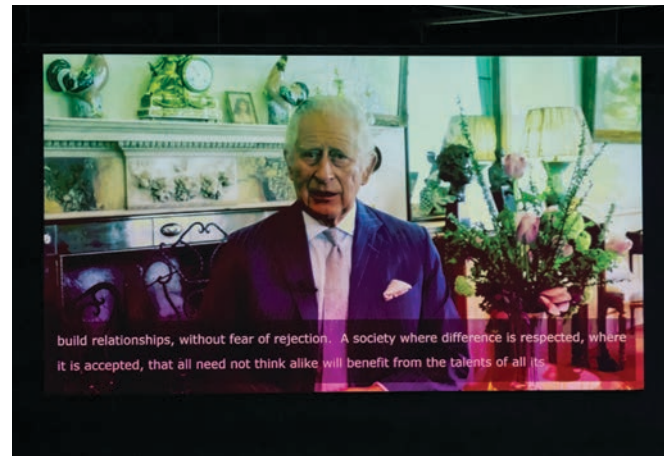 build relationships, without fear of rejection.  A society where difference is respected, where
it is accepted, that all need not think alike will benefit from the talents of all its